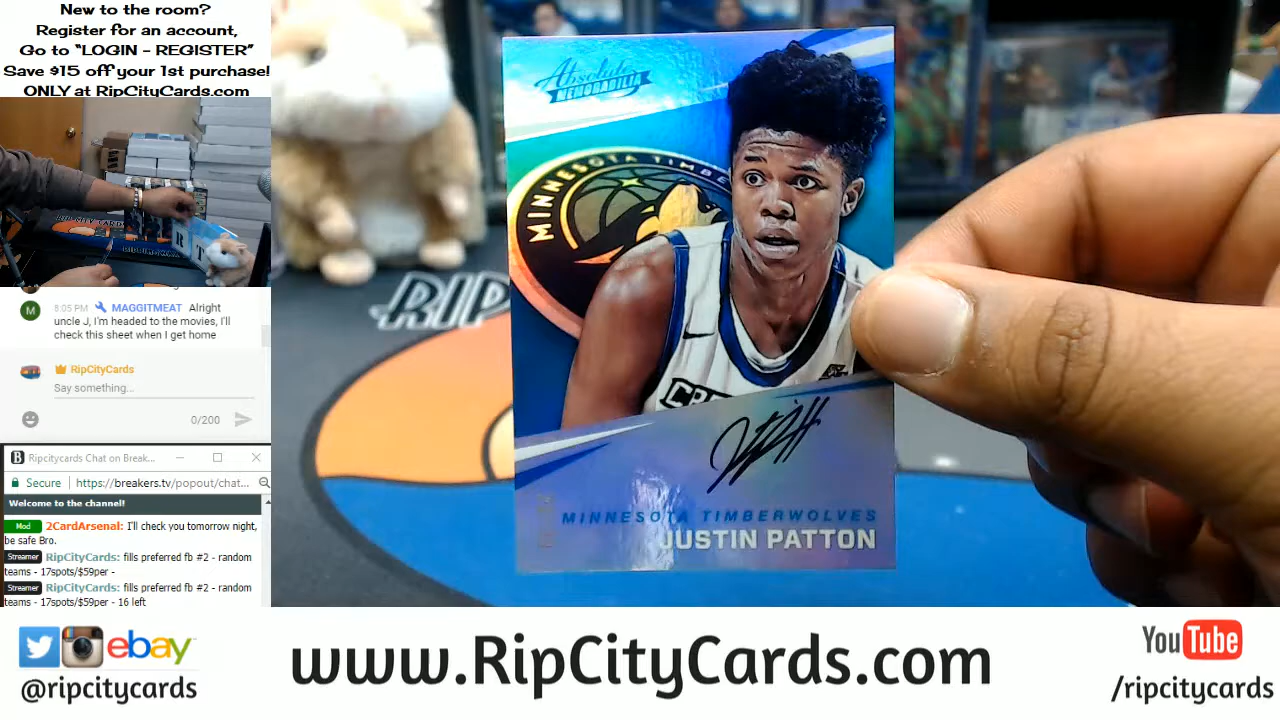 New to the room?
Register for an account,
Go to “LOGIN - REGISTER”
Save $15 off your 1st purchase!
ONLY at RipCityCards.com
M 8:05 PM MAGGITMEAT Alright
uncle J, I'm headed to the movies, I'll
check this sheet when I get home
RipCityCards
Say something...
0/200
B Ripcitycards Chat on Break...
Secure https://breakers.tv/popout/chat...
Welcome to the channel!
Mod 2CardArsenal: I'll check you tomorrow night,
be safe Bro.
Streamer RipCityCards: fills preferred fb #2 - random
teams - 17spots/$59per -
Streamer RipCityCards: fills preferred fb #2 - random
teams - 17spots/$59per - 16 left
Absolute
MEMORABILIA
MINNESOTA TIMBE
RIP
MINNESOTA TIMBERWOLVES
JUSTIN PATTON
ebay
@ripcitycards
www.RipCityCards.com
YouTube
/ripcitycards